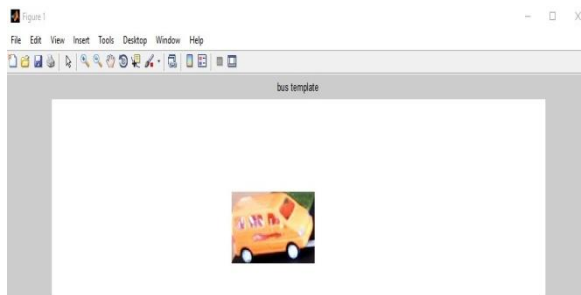 Figure 1
File Edit View Insert Tools Desktop Window Help
bus template